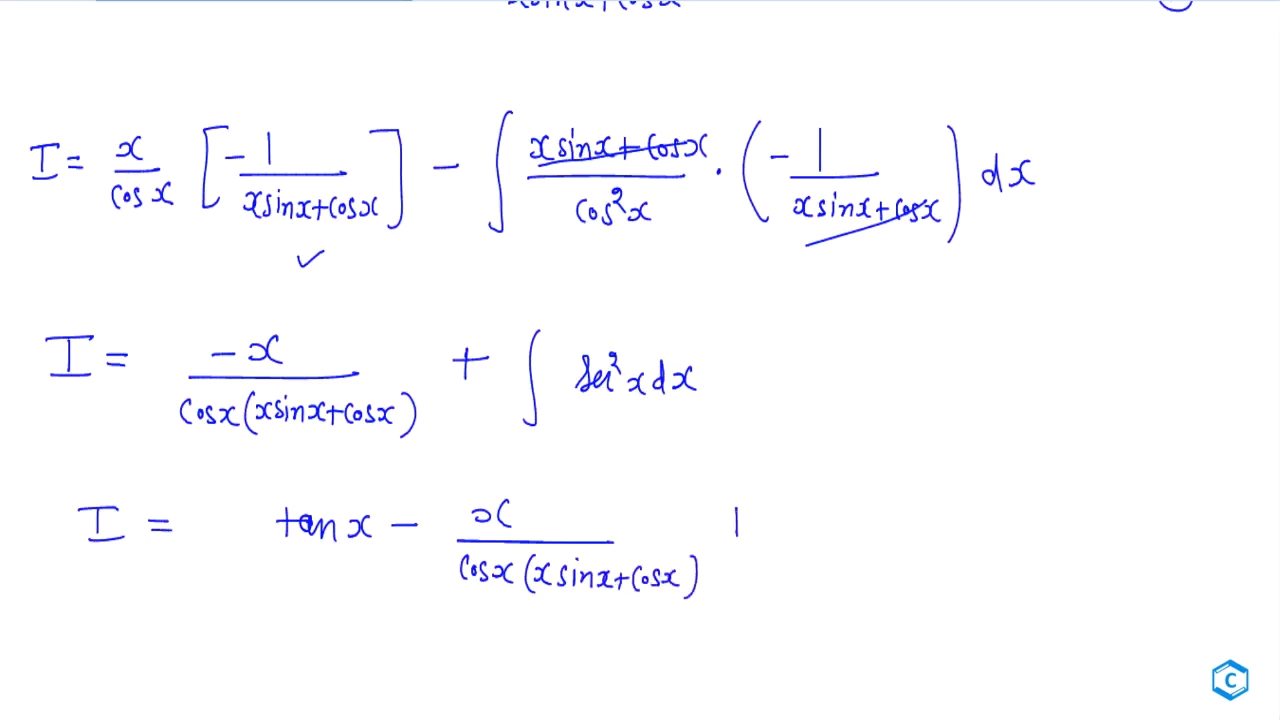 I = x/cos x [-1/(x sin x + cos x)] - ∫ (x sin x + cos x)/cos²x · (-1/(x sin x + cos x)) dx
✓
I = -x/(cos x (x sin x + cos x)) + ∫ sec²x dx
I = tan x - x/(cos x (x sin x + cos x))
C